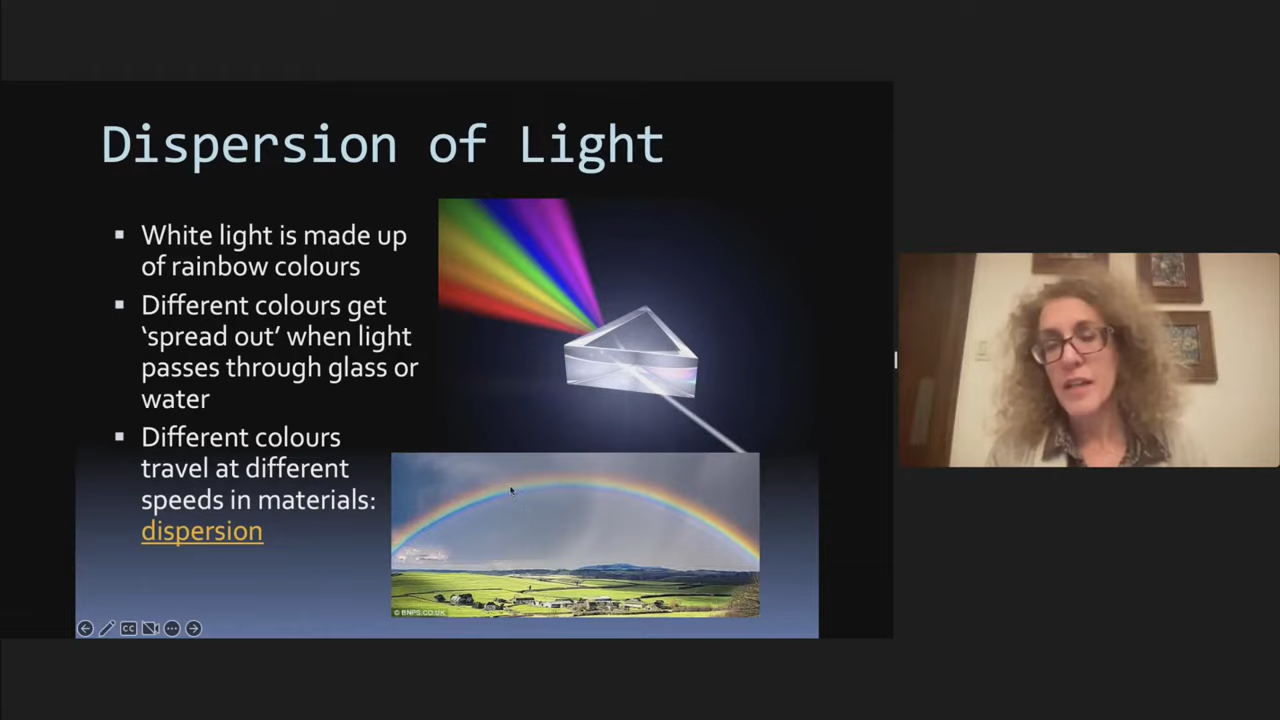 Dispersion of Light
▪ White light is made up
of rainbow colours
▪ Different colours get
‘spread out’ when light
passes through glass or
water
▪ Different colours
travel at different
speeds in materials:
dispersion
© BNPS.CO.UK
CC